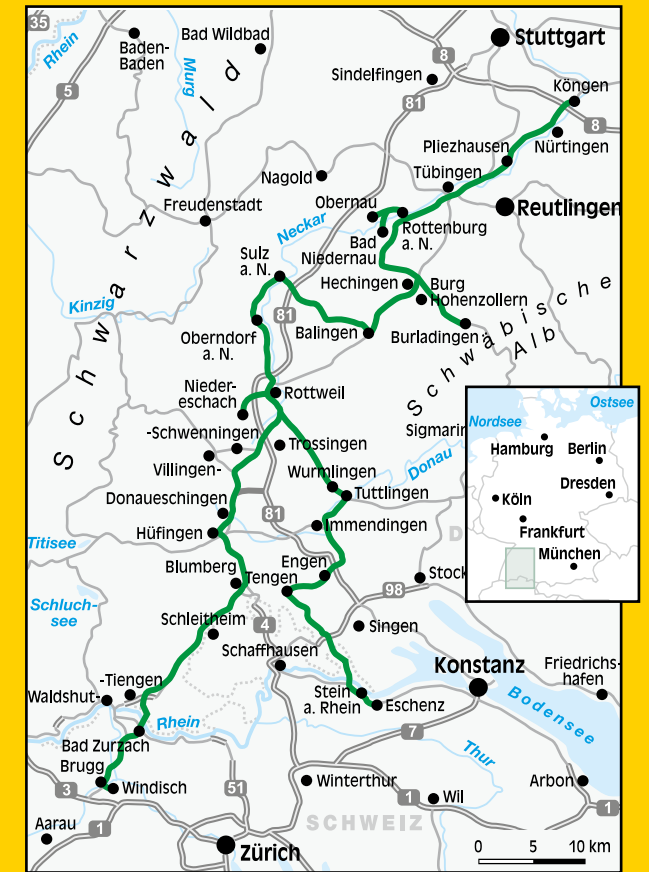 35
Rhein
Baden-
Baden
Bad Wildbad
Stuttgart
8
Sindelfingen
Murg
5
81
Köngen
8
Nürtingen
Pliezhausen
Tübingen
Nagold
Schwarzwald
Freudenstadt
Obernau
Reutlingen
Rottenburg
a. N.
Neckar
Bad
Niedernau
Sulz
a. N.
Hechingen
Burg
Hohenzollern
Kinzig
81
Oberndorf
a. N.
Balingen
Burladingen
Schwäbische
Alb
Nieder-
eschach
Rottweil
-Schwenningen
Trossingen
Sigmarin
Villingen-
Wurmlingen
Donau
Donaueschingen
Tuttlingen
81
Hüfingen
Immendingen
D
Titisee
Blumberg
Engen
Tengen
Stock
98
Schluch-
see
Schleitheim
4
Singen
Schaffhausen
Konstanz
Friedrichs-
hafen
-Tiengen
Waldshut-
Stein
a. Rhein
Eschenz
Bodensee
Rhein
7
Bad Zurzach
Thur
Brugg
Windisch
3
51
Winterthur
Arbon
1
Wil
1
Aarau
1
SCHWEIZ
Zürich
0
5
10 km
Nordsee
Ostsee
Hamburg
Berlin
Dresden
Köln
Frankfurt
München